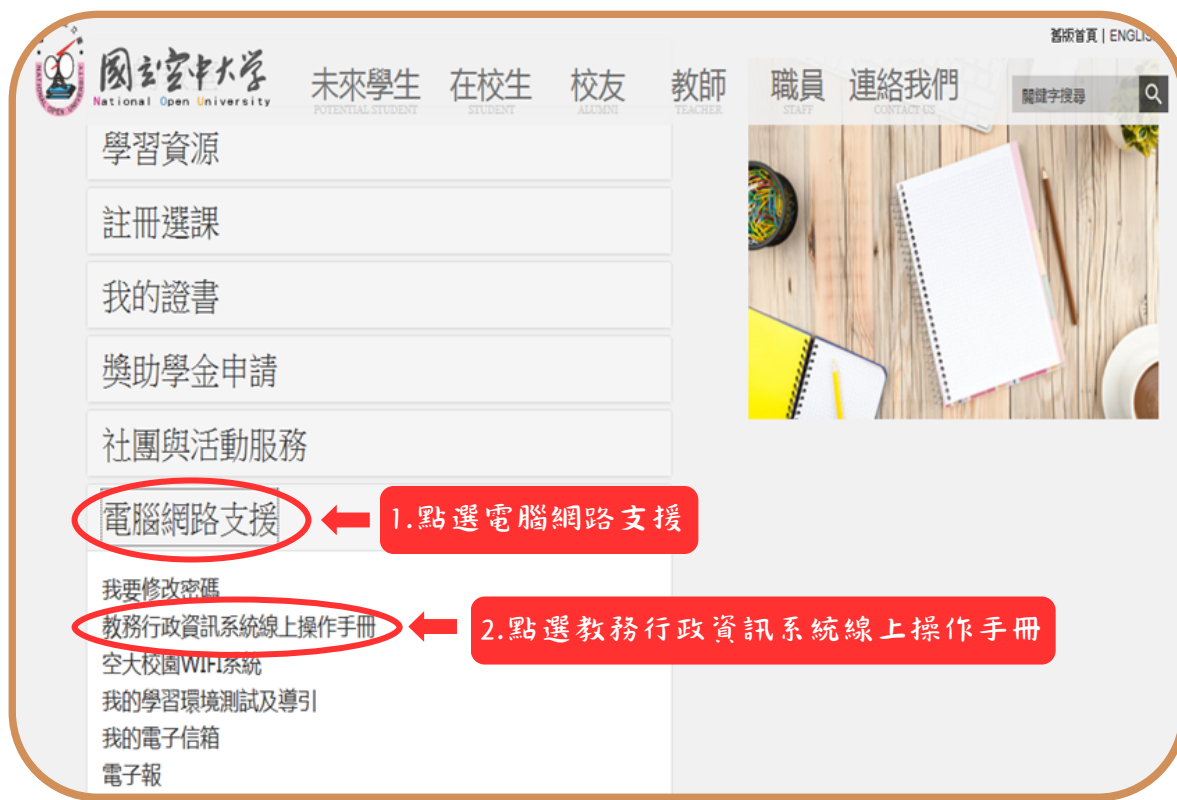 舊版首頁 | ENGLIS
國立空中大學
National Open University
未來學生 在校生 校友 教師 職員 連絡我們
POTENTIAL STUDENT STUDENT ALUMNI TEACHER STAFF CONTACT US
關鍵字搜尋
學習資源
註冊選課
我的證書
獎助學金申請
社團與活動服務
電腦網路支援
1.點選電腦網路支援
我要修改密碼
教務行政資訊系統線上操作手冊
2.點選教務行政資訊系統線上操作手冊
空大校園WIFI系統
我的學習環境測試及導引
我的電子信箱
電子報